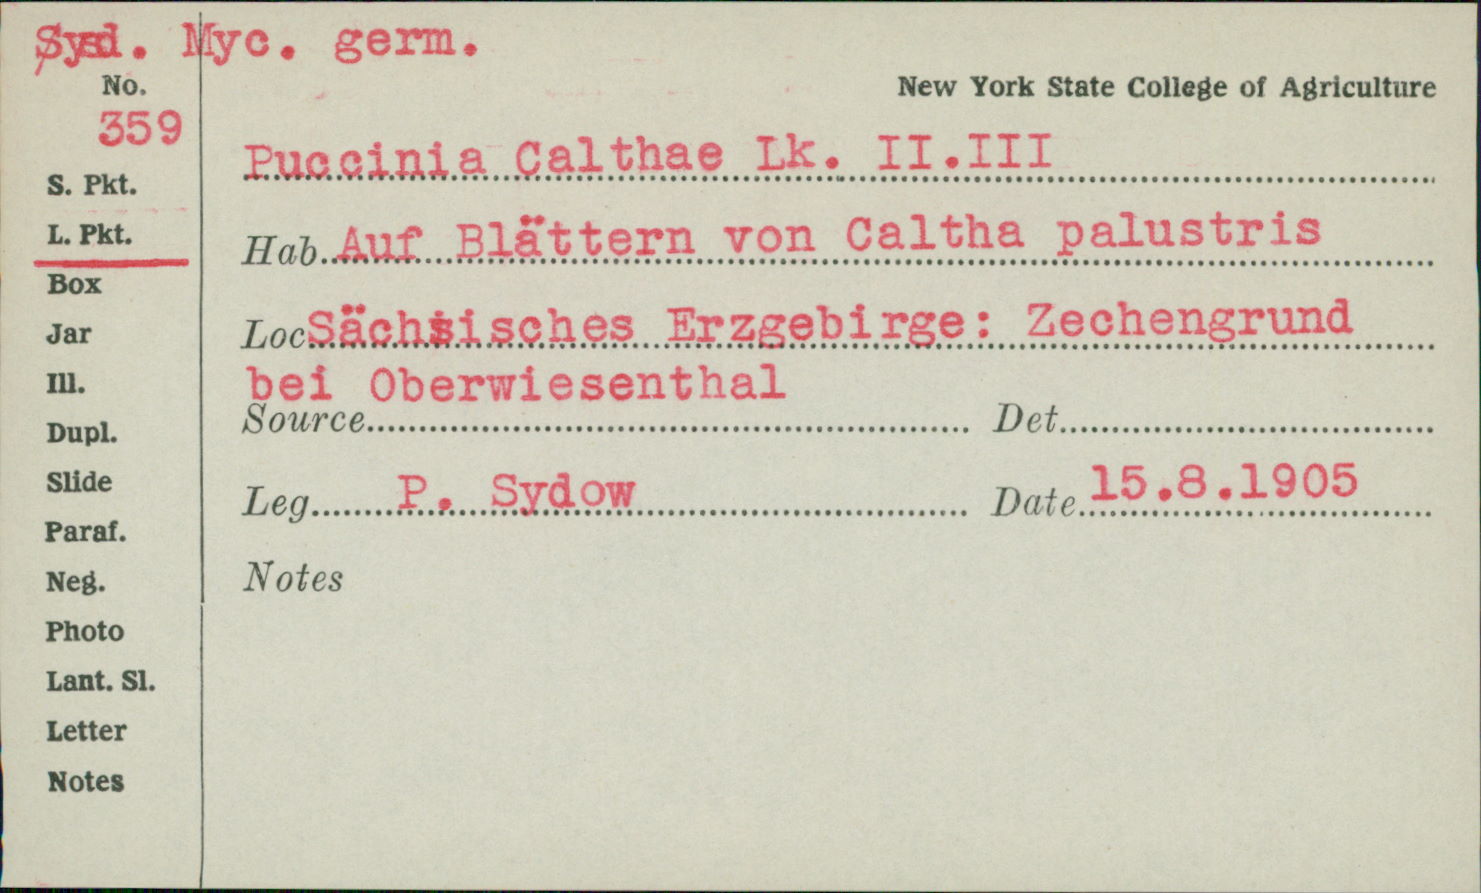 Syd. Myc. germ.
No.
New York State College of Agriculture
359
Puccinia Calthae Lk. II.III
S. Pkt.
L. Pkt.
Hab. Auf Blättern von Caltha palustris
Box
Jar
Loc Sächsisches Erzgebirge: Zechengrund
Ill.
bei Oberwiesenthal
Dupl.
Source Det
Slide
Leg P. Sydow Date 15.8.1905
Paraf.
Neg.
Notes
Photo
Lant. Sl.
Letter
Notes